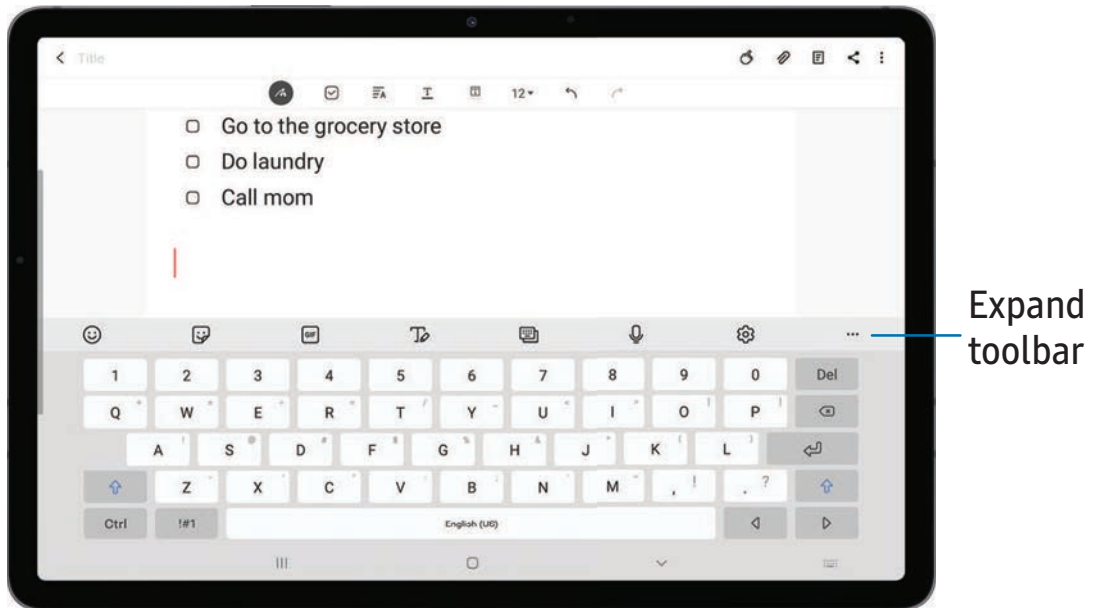 Title
12
Go to the grocery store
Do laundry
Call mom
GIF
Expand
toolbar
1 2 3 4 5 6 7 8 9 0 Del
Q W E R T Y U I O P
A S D F G H J K L
Z X C V B N M , ! . ?
Ctrl !#1 English (US)